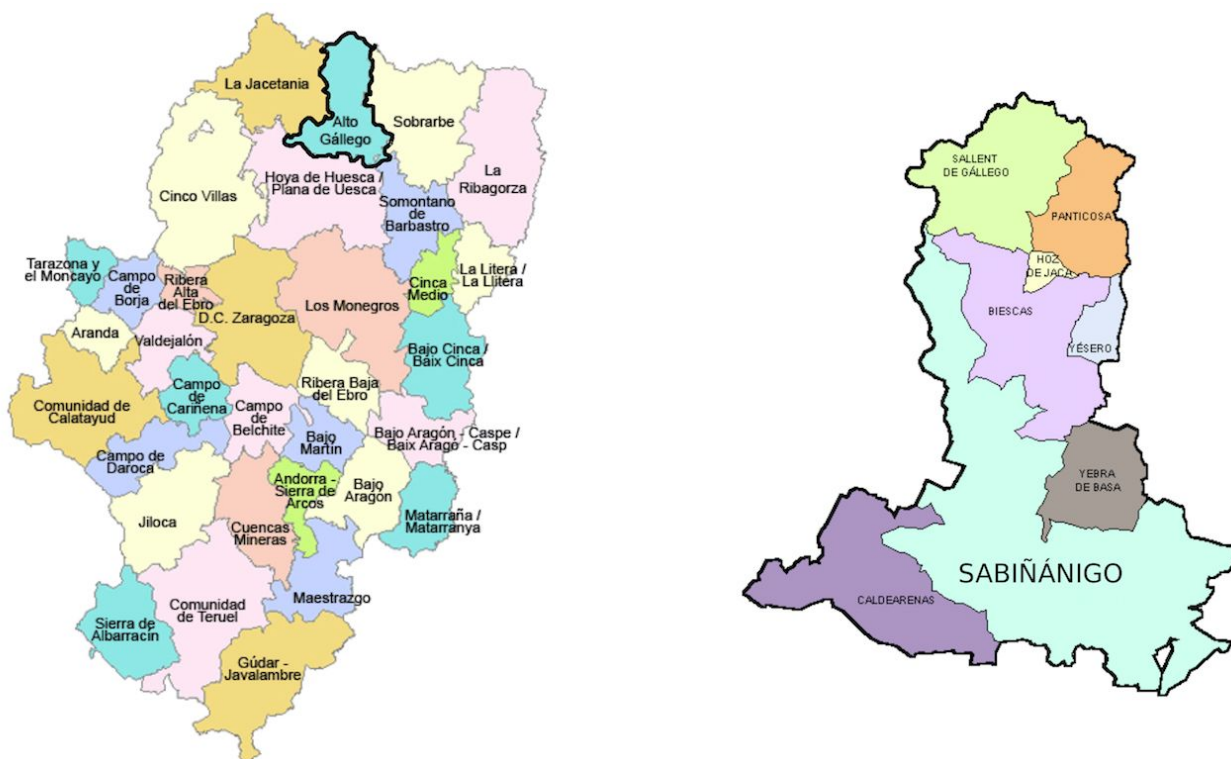 La Jacetania
Alto
Gállego
Sobrarbe
La
Ribagorza
Cinco Villas
Hoya de Huesca /
Plana de Uesca
Somontano
de
Barbastro
Tarazona y
el Moncayo
Campo
de
Borja
Ribera
Alta
del Ebro
D.C. Zaragoza
Los Monegros
Cinca
Medio
La Litera /
La Llitera
Aranda
Valdejalón
Bajo Cinca /
Baix Cinca
Comunidad de
Calatayud
Campo
de
Cariñena
Campo
de
Belchite
Ribera Baja
del Ebro
Bajo
Martín
Bajo Aragón - Caspe /
Baix Aragó - Casp
Campo de
Daroca
Jiloca
Cuencas
Mineras
Andorra -
Sierra de
Arcos
Bajo
Aragón
Matarraña /
Matarranya
Sierra de
Albarracín
Comunidad
de Teruel
Maestrazgo
Gúdar -
Javalambre
SALLENT
DE GÁLLEGO
PANTICOSA
HOZ
DE JACA
BIESCAS
YÉSERO
YEBRA
DE BASA
SABIÑÁNIGO
CALDEARENAS